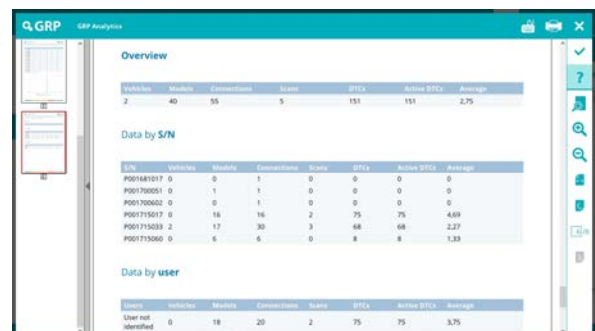 GRP GRP Analytics
Overview
Vehicles Models Connections Scans DTCs Active DTCs Average
2 40 55 5 151 151 2,75
Data by S/N
S/N Vehicles Models Connections Scans DTCs Active DTCs Average
P001681017 0 0 1 0 0 0 0
P001700051 0 1 1 0 0 0 0
P001700602 0 0 1 0 0 0 0
P001715017 0 16 16 2 75 75 4,69
P001715033 2 17 30 3 68 68 2,27
P001715060 0 6 6 0 8 8 1,33
Data by user
Users Vehicles Models Connections Scans DTCs Active DTCs Average
User not
identified 0 18 20 2 75 75 3,75